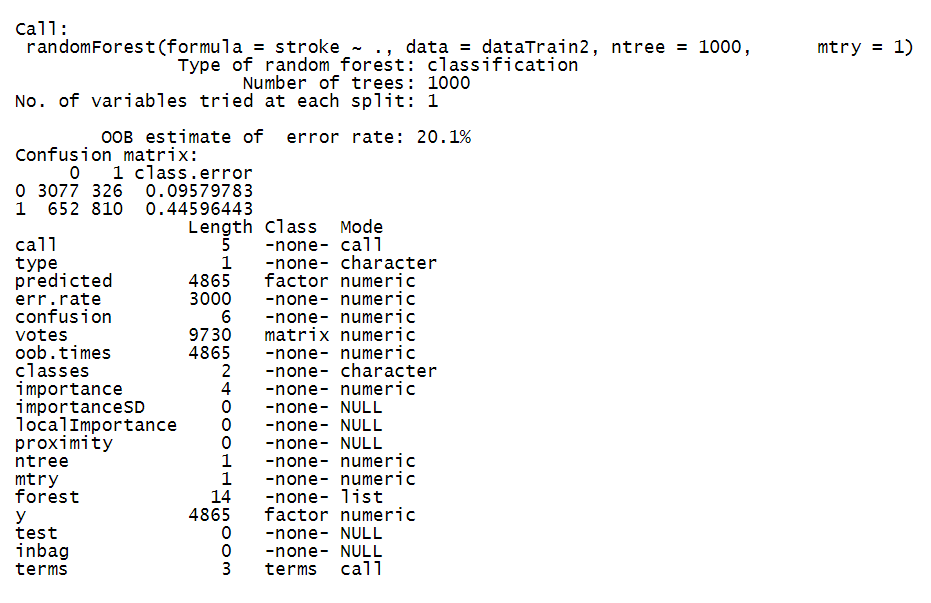 Call:
 randomForest(formula = stroke ~ ., data = dataTrain2, ntree = 1000,      mtry = 1)
               Type of random forest: classification
                     Number of trees: 1000
No. of variables tried at each split: 1

        OOB estimate of  error rate: 20.1%
Confusion matrix:
     0   1 class.error
0 3077 326  0.09579783
1  652 810  0.44596443
                Length Class  Mode
call               5   -none- call
type               1   -none- character
predicted       4865   factor numeric
err.rate        3000   -none- numeric
confusion          6   -none- numeric
votes           9730   matrix numeric
oob.times       4865   -none- numeric
classes            2   -none- character
importance         4   -none- numeric
importanceSD       0   -none- NULL
localImportance    0   -none- NULL
proximity          0   -none- NULL
ntree              1   -none- numeric
mtry               1   -none- numeric
forest            14   -none- list
y               4865   factor numeric
test               0   -none- NULL
inbag              0   -none- NULL
terms              3   terms  call